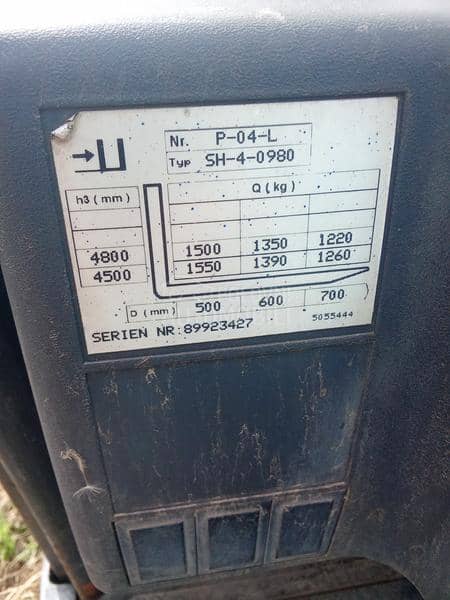 Nr. P-04-L
Typ SH-4-0980
h3 (mm) Q (kg)
4800 1500 1350 1220
4500 1550 1390 1260
D (mm) 500 600 700
SERIEN NR:89923427 5055444